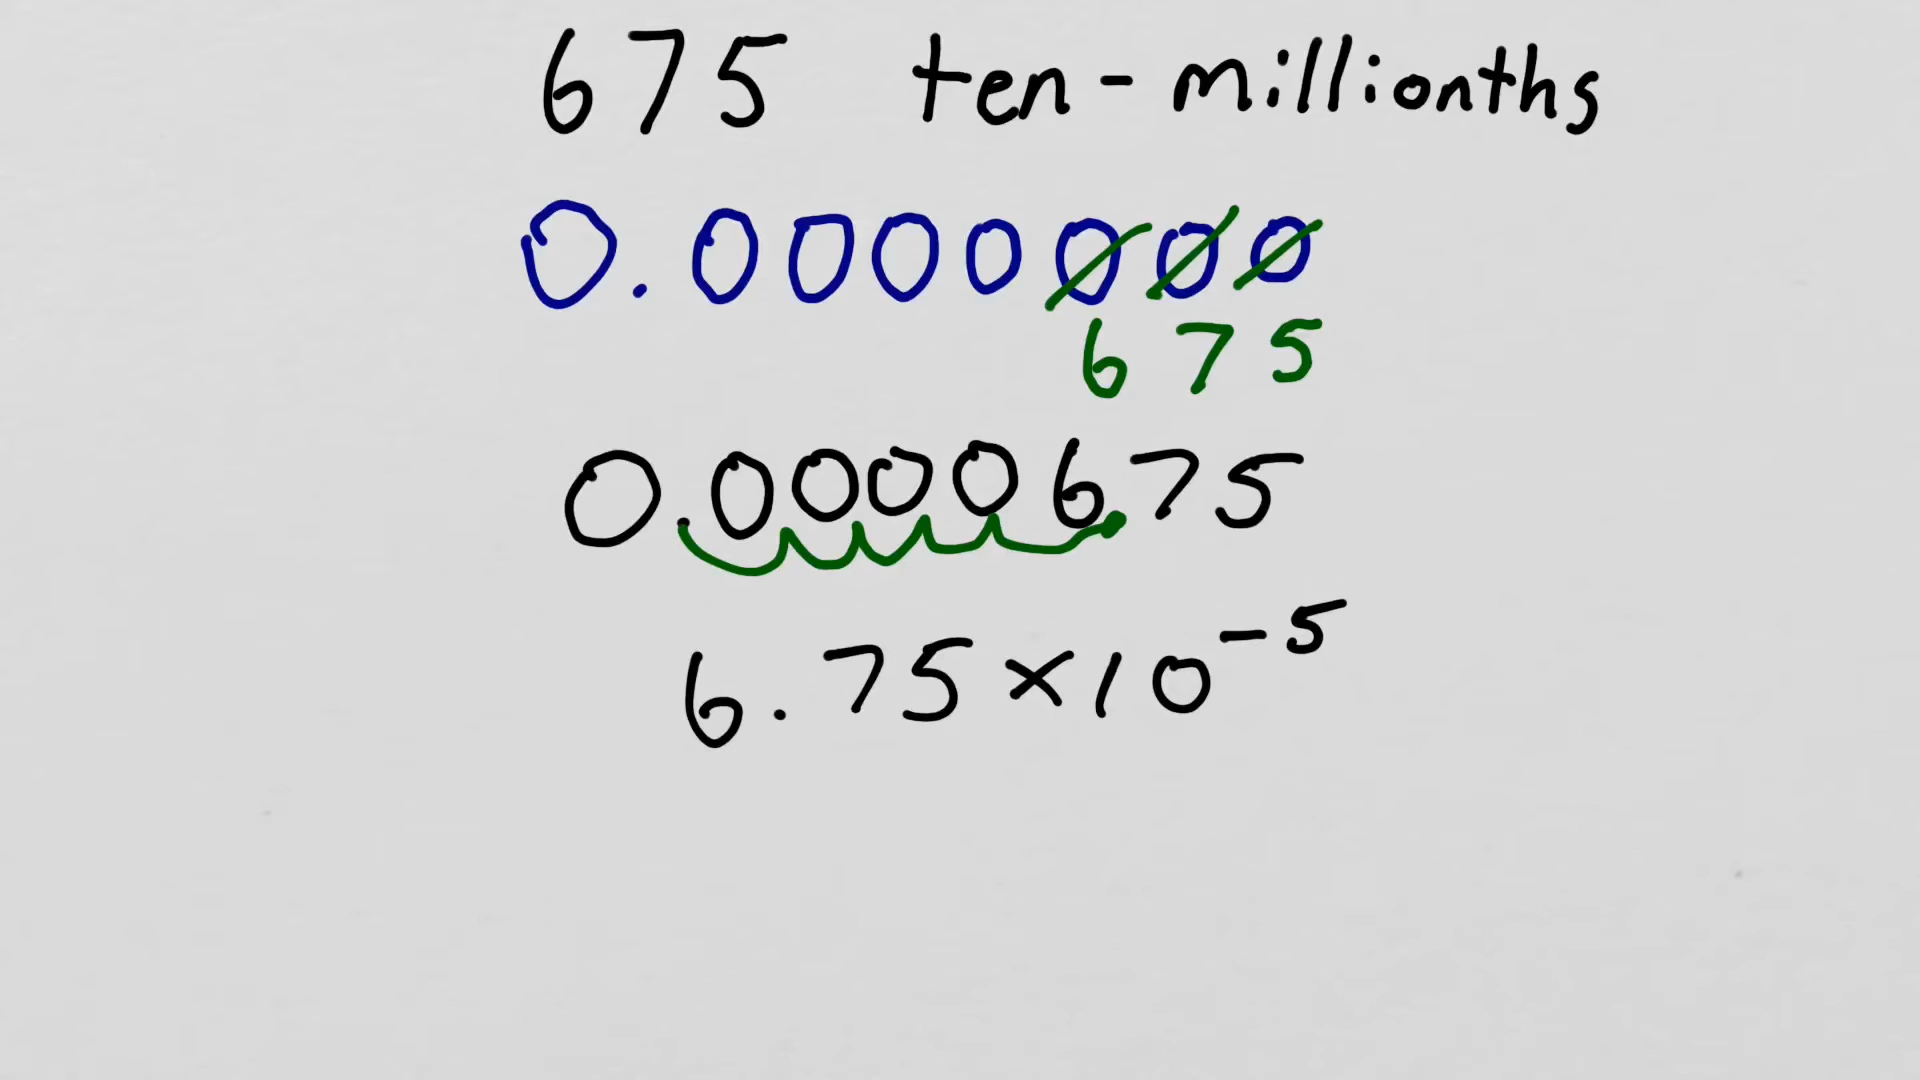 675 ten-millionths
0.0000000
675
0.0000675
6.75×10⁻⁵